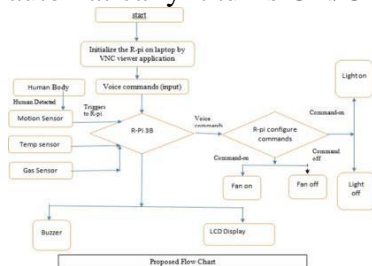 start
Initialize the R-pi on laptop by
VNC viewer application
Human Body
Voice commands (input)
Light on
Human Detected
Triggers
to R-pi
Motion Sensor
Voice
commands
Command-on
R-PI 3B
R-pi configure
commands
Temp sensor
Command-on
Command
off
Gas Sensor
Fan on
Fan off
Light
off
Buzzer
LCD Display
Proposed Flow Chart